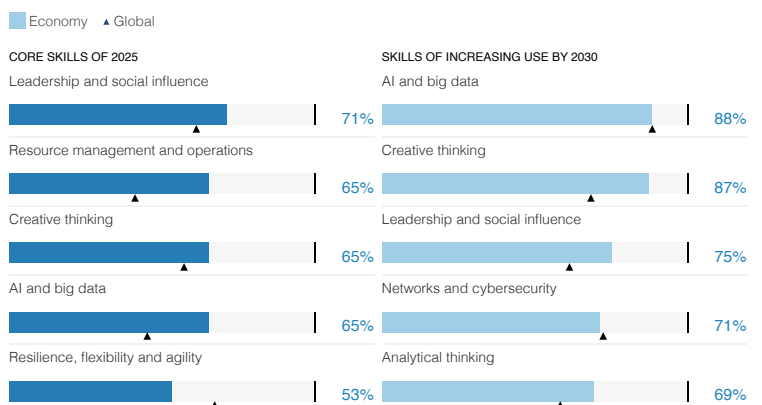 Economy Global
CORE SKILLS OF 2025
Leadership and social influence
71%
Resource management and operations
65%
Creative thinking
65%
AI and big data
65%
Resilience, flexibility and agility
53%
SKILLS OF INCREASING USE BY 2030
AI and big data
88%
Creative thinking
87%
Leadership and social influence
75%
Networks and cybersecurity
71%
Analytical thinking
69%